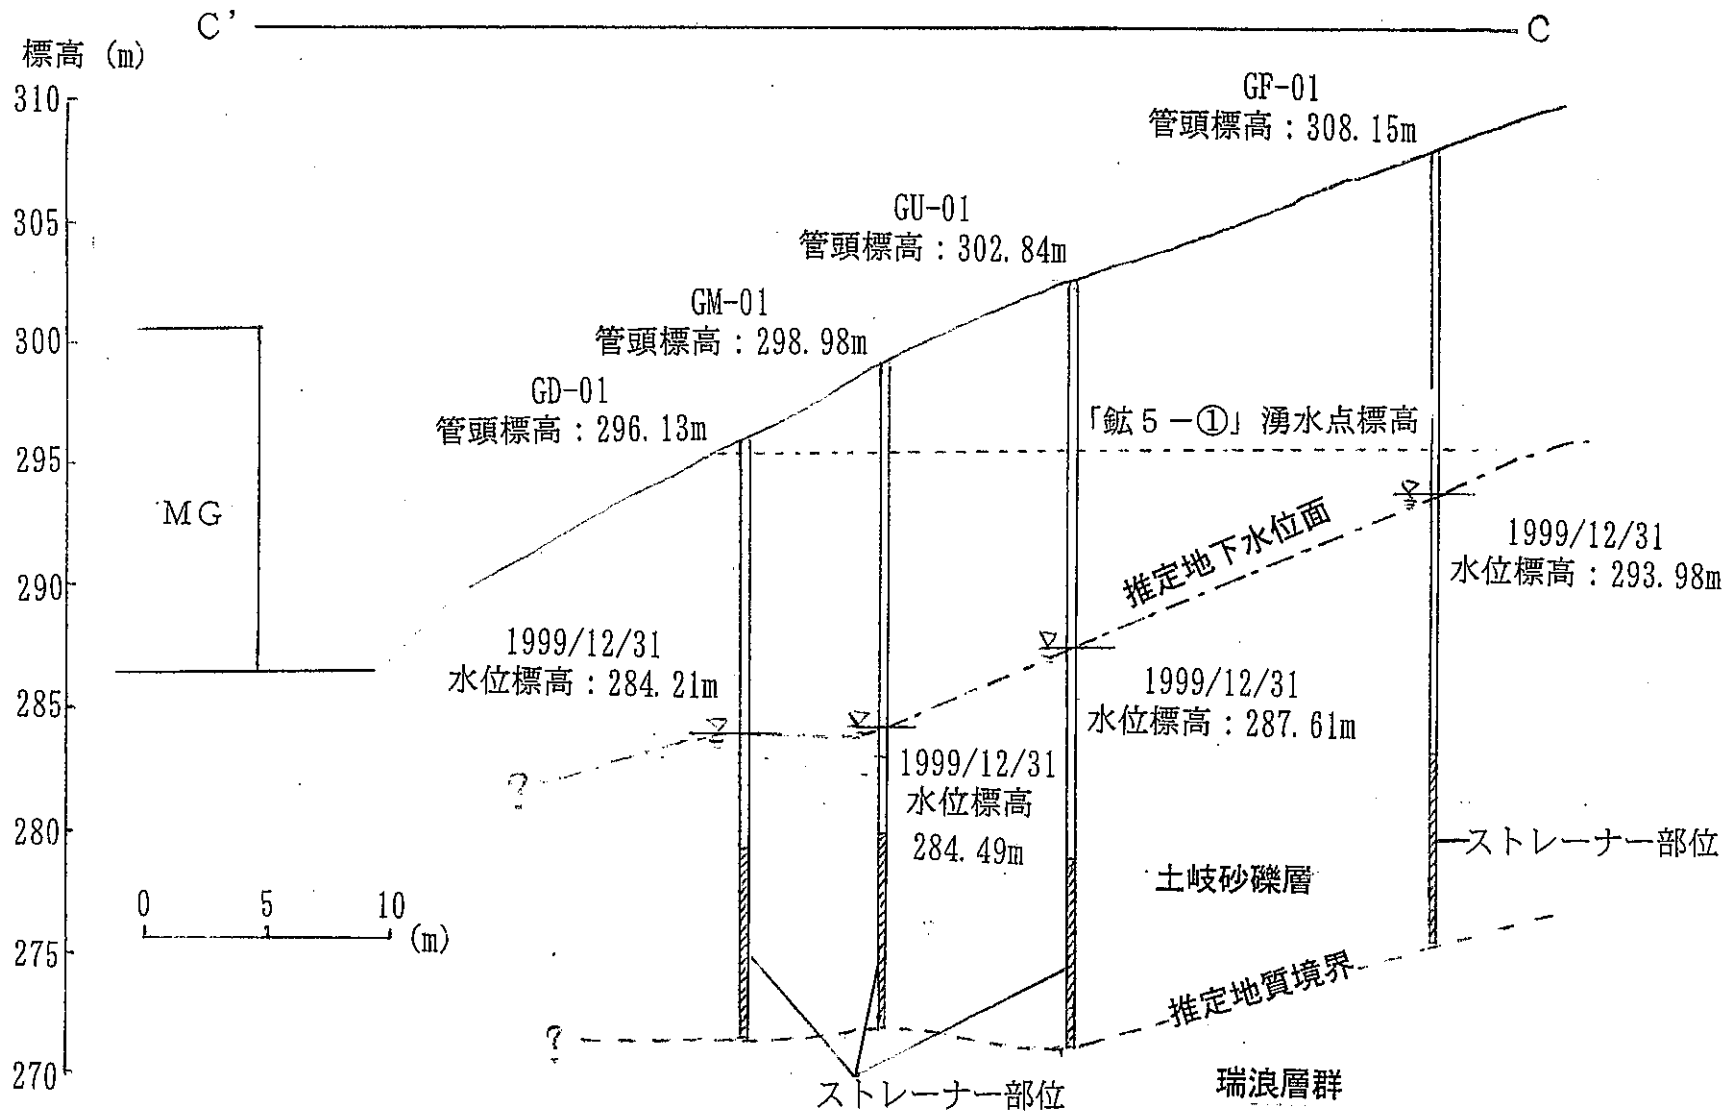 C’ C
標高 (m)
310
305
300
295
290
285
280
275
270
GF-01
管頭標高：308.15m
GU-01
管頭標高：302.84m
GM-01
管頭標高：298.98m
GD-01
管頭標高：296.13m
「鉱５－①」湧水点標高
MG
推定地下水位面
1999/12/31
水位標高：293.98m
1999/12/31
水位標高：284.21m
1999/12/31
水位標高：287.61m
1999/12/31
水位標高
284.49m
?
ストレーナー部位
土岐砂礫層
0 5 10
(m)
推定地質境界
?
ストレーナー部位
瑞浪層群